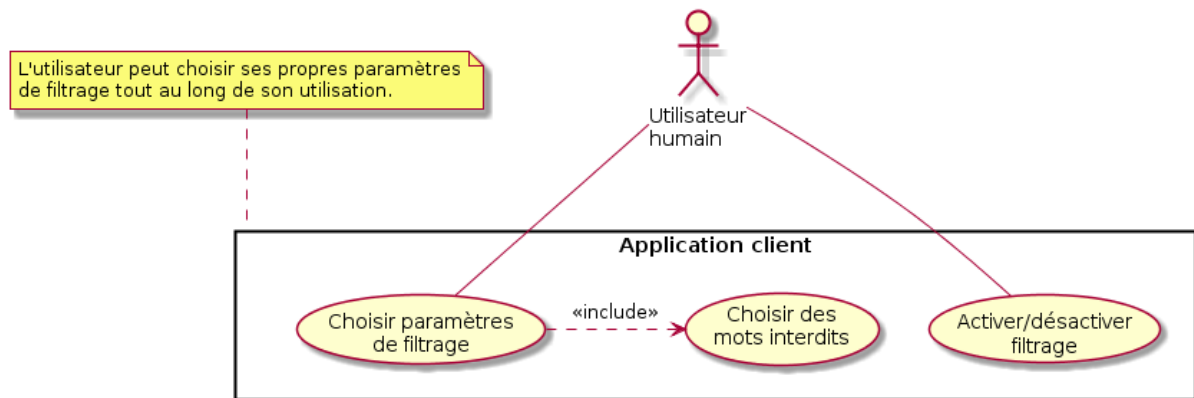 L'utilisateur peut choisir ses propres paramètres
de filtrage tout au long de son utilisation.
Utilisateur
humain
Application client
Choisir paramètres
de filtrage
«include»
Choisir des
mots interdits
Activer/désactiver
filtrage